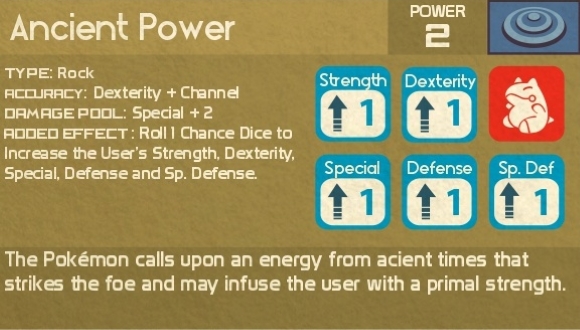 Ancient Power
POWER
2
TYPE: Rock
ACCURACY: Dexterity + Channel
DAMAGE POOL: Special + 2
ADDED EFFECT: Roll 1 Chance Dice to
Increase the User's Strength, Dexterity,
Special, Defense and Sp. Defense.
Strength
1
Dexterity
1
Special
1
Defense
1
Sp. Def
1
The Pokémon calls upon an energy from acient times that
strikes the foe and may infuse the user with a primal strength.